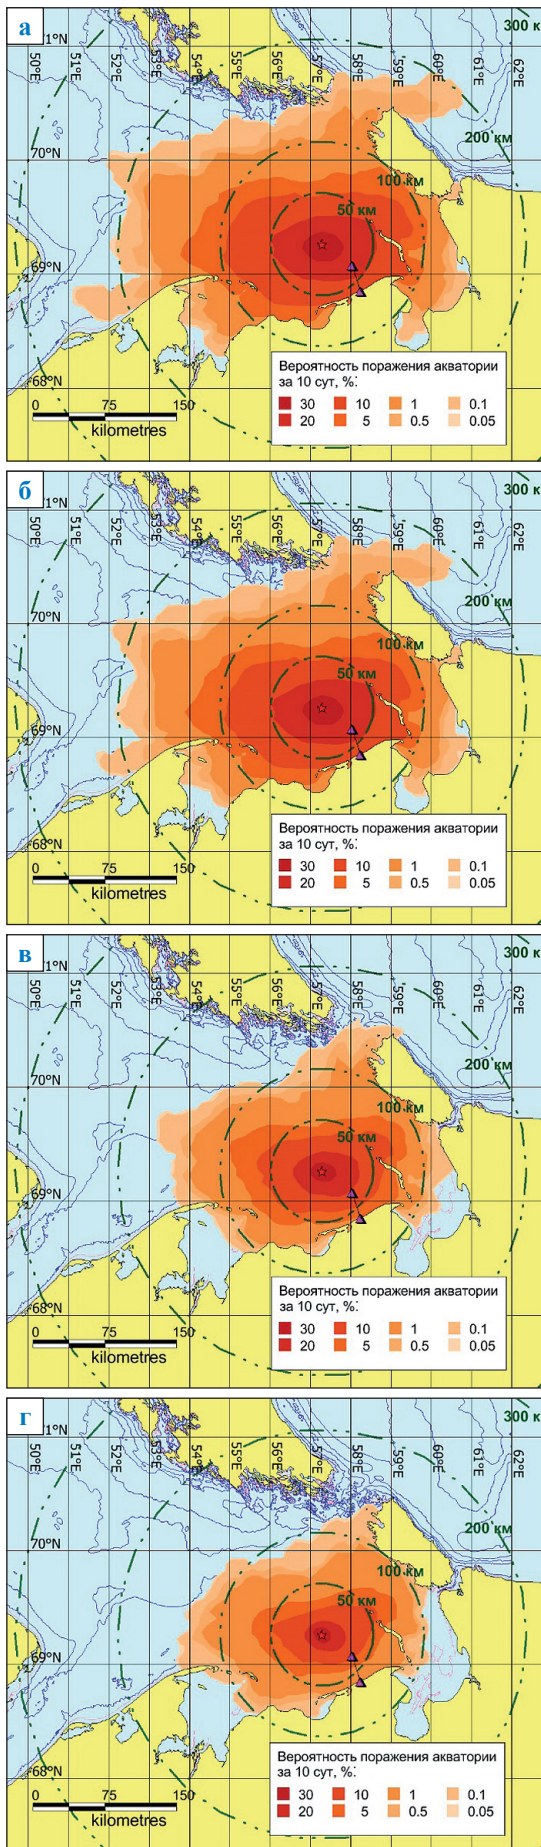 а
300 к
71°N
50°E 51°E 52°E 53°E 54°E 55°E 56°E 57°E 58°E 59°E 60°E 61°E 62°E
200 км
70°N
100 км
50 км
69°N
68°N
0 75 150
kilometres
Вероятность поражения акватории
за 10 сут, %:
30 10 1 0.1
20 5 0.5 0.05
б
300 к
1°N
50°E 51°E 52°E 53°E 54°E 55°E 56°E 57°E 58°E 59°E 60°E 61°E 62°E
200 км
70°N
50 км
69°N
68°N
0 75 150
kilometres
Вероятность поражения акватории
за 10 сут, %:
30 10 1 0.1
20 5 0.5 0.05
в
300 к
1°N
50°E 51°E 52°E 53°E 54°E 55°E 56°E 57°E 58°E 59°E 60°E 61°E 62°E
200 км
70°N
100 км
50 км
69°N
68°N
0 75 150
kilometres
Вероятность поражения акватории
за 10 сут, %:
30 10 1 0.1
20 5 0.5 0.05
г
300 к
1°N
50°E 51°E 52°E 53°E 54°E 55°E 56°E 57°E 58°E 59°E 60°E 61°E 62°E
200 км
70°N
100 км
50 км
69°N
68°N
0 75 150
kilometres
Вероятность поражения акватории
за 10 сут, %:
30 10 1 0.1
20 5 0.5 0.05